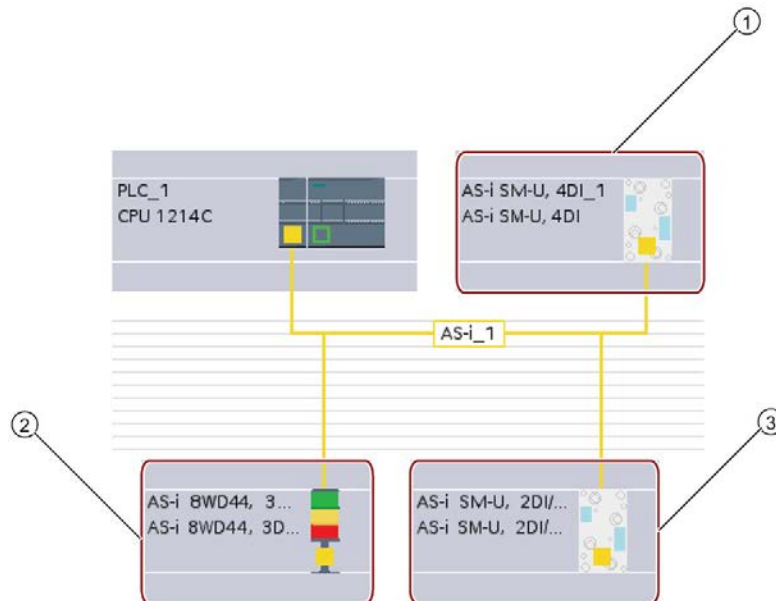 1
PLC_1
CPU 1214C
AS-i SM-U, 4DI_1
AS-i SM-U, 4DI
AS-i_1
2
3
AS-i 8WD44, 3...
AS-i 8WD44, 3D...
AS-i SM-U, 2DI/...
AS-i SM-U, 2DI/...